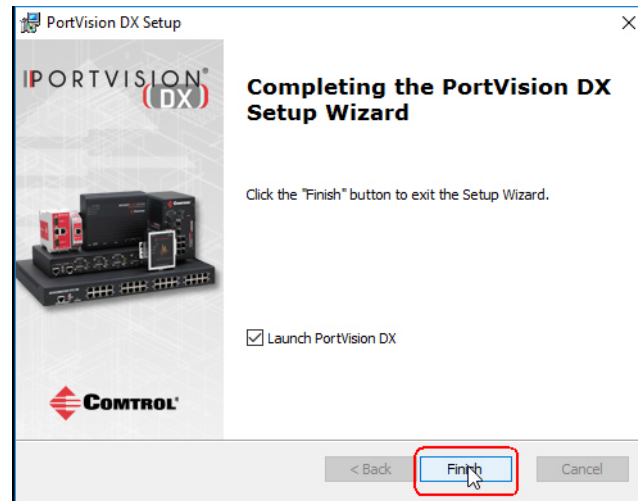 PortVision DX Setup
PORTVISION®
(DX)
Completing the PortVision DX
Setup Wizard
Click the "Finish" button to exit the Setup Wizard.
Launch PortVision DX
COMTROL®
< Back Finish Cancel